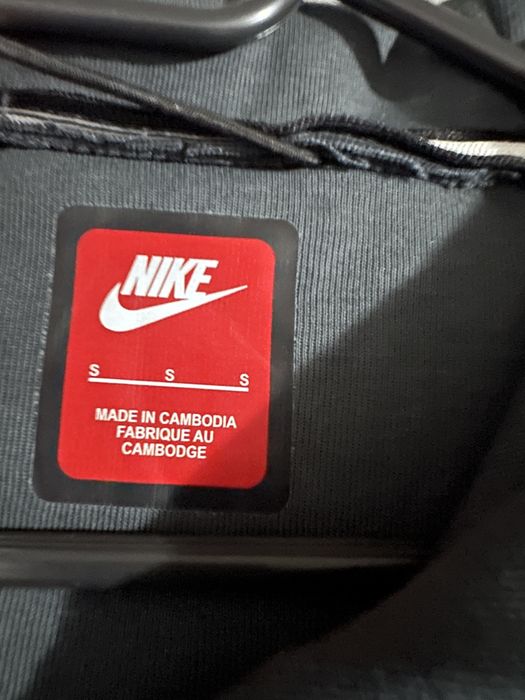 NIKE
S S S
MADE IN CAMBODIA
FABRIQUE AU
CAMBODGE